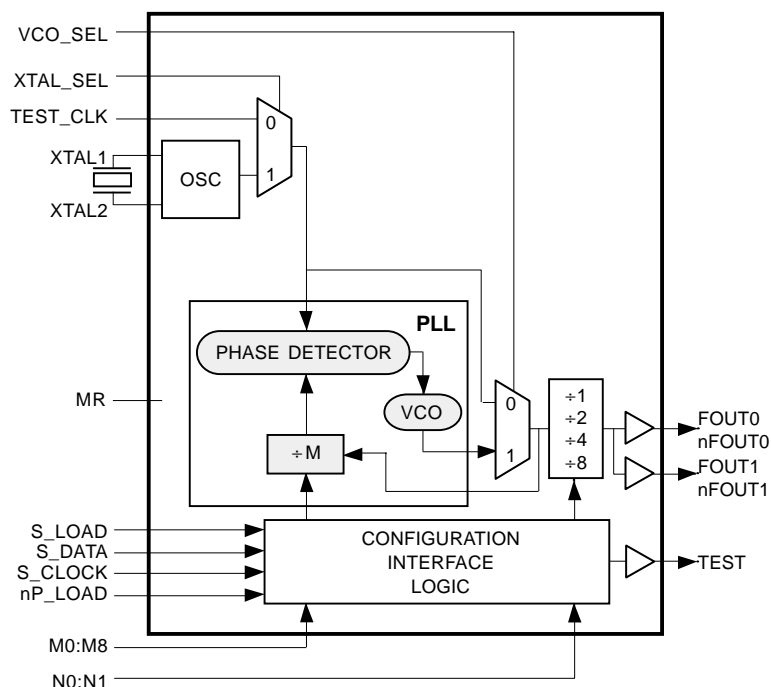 VCO_SEL
XTAL_SEL
TEST_CLK
0
XTAL1
OSC
1
XTAL2
PLL
PHASE DETECTOR
MR
VCO
0
÷1
÷2
÷4
÷8
FOUT0
nFOUT0
÷M
1
FOUT1
nFOUT1
S_LOAD
S_DATA
S_CLOCK
nP_LOAD
CONFIGURATION
INTERFACE
LOGIC
TEST
M0:M8
N0:N1